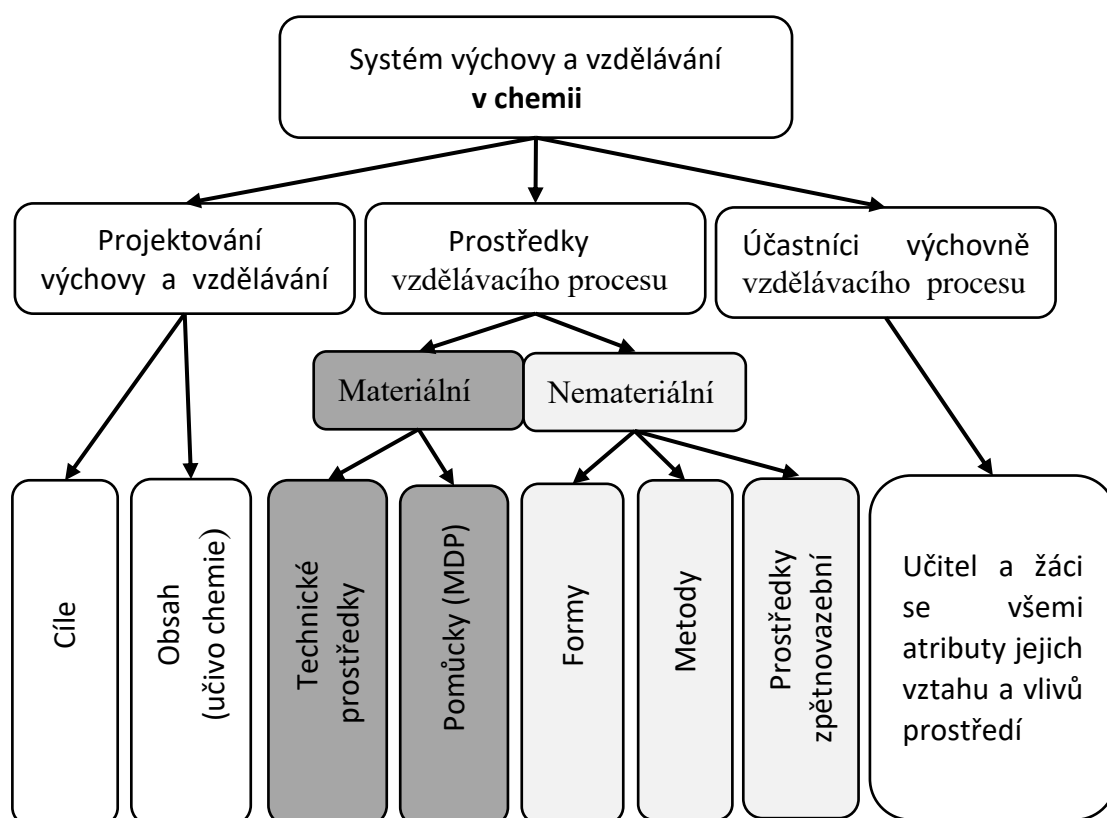 Systém výchovy a vzdělávání
v chemii
Projektování
výchovy a vzdělávání
Prostředky
vzdělávacího procesu
Účastníci výchovně
vzdělávacího procesu
Materiální
Nemateriální
Cíle
Obsah
(učivo chemie)
Technické
prostředky
Pomůcky (MDP)
Formy
Metody
Prostředky
zpětnovazební
Učitel a žáci
se všemi
atributy jejich
vztahu a vlivů
prostředí